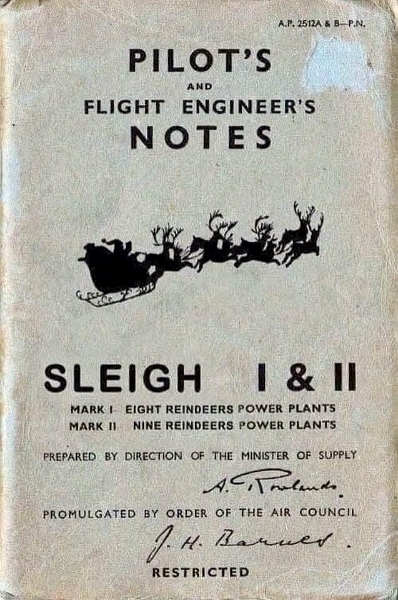 A.P. 2512A & B—P.N.
PILOT'S
AND
FLIGHT ENGINEER'S
NOTES
SLEIGH I & II
MARK I EIGHT REINDEERS POWER PLANTS
MARK II NINE REINDEERS POWER PLANTS
PREPARED BY DIRECTION OF THE MINISTER OF SUPPLY
A. Rowlands.
PROMULGATED BY ORDER OF THE AIR COUNCIL
J. H. Barnes.
RESTRICTED